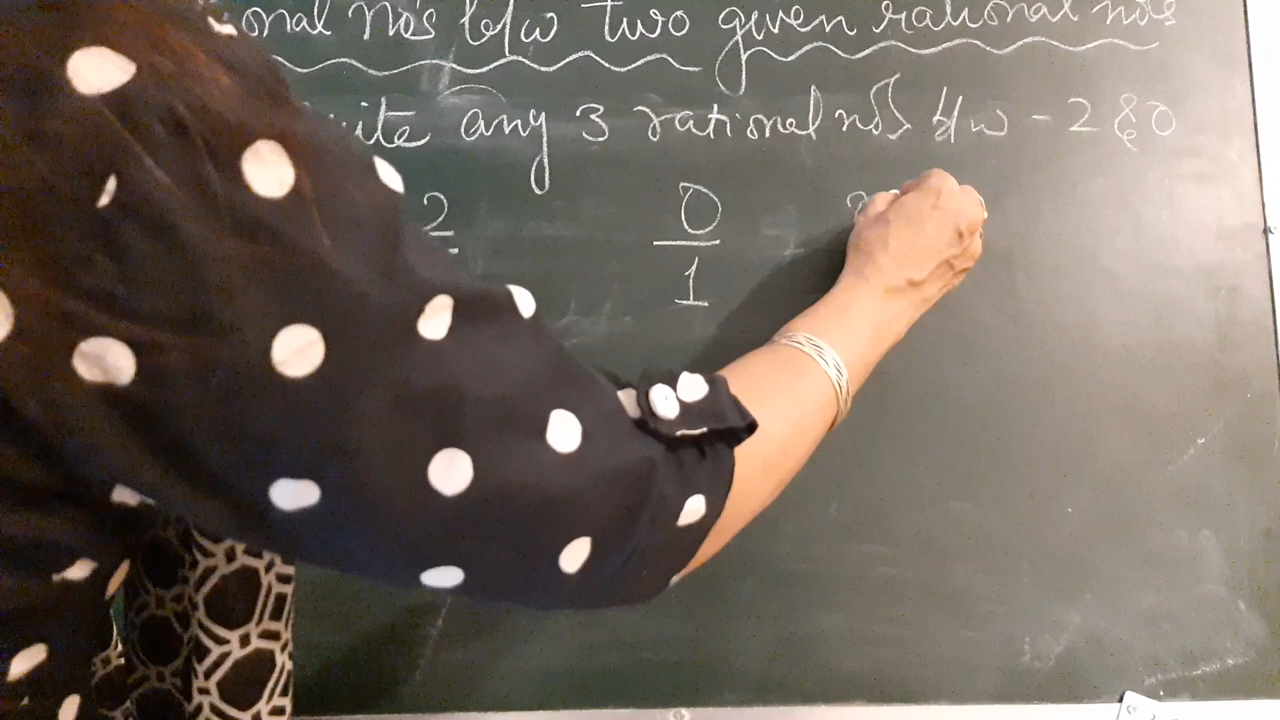 onal no's b/w two given rational no's
ite any 3 rational no's b/w -2 & 0
2 0
1